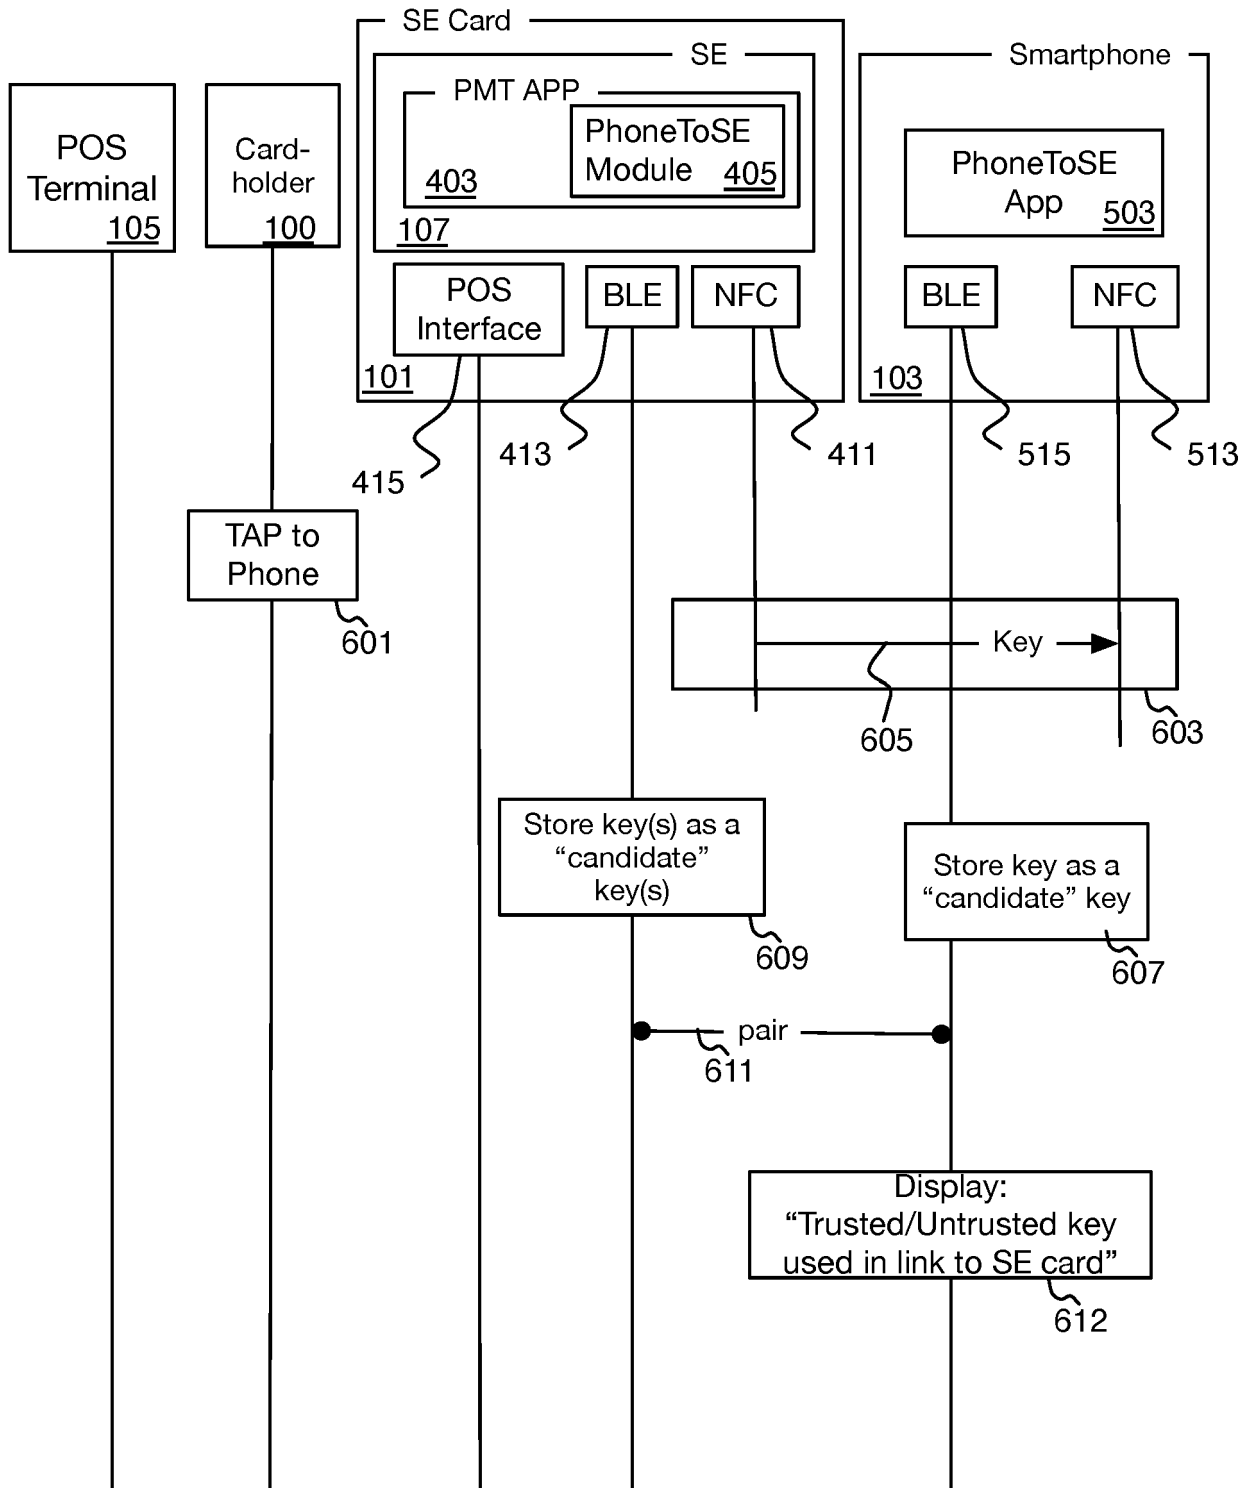 SE Card
SE
Smartphone
PMT APP
POS
Terminal
105
Card-
holder
100
PhoneToSE
Module
405
403
107
PhoneToSE
App
503
POS
Interface
BLE
NFC
BLE
NFC
101
103
415
413
411
515
513
TAP to
Phone
601
Key
605
603
Store key(s) as a
“candidate”
key(s)
609
Store key as a
“candidate” key
607
pair
611
Display:
“Trusted/Untrusted key
used in link to SE card”
612